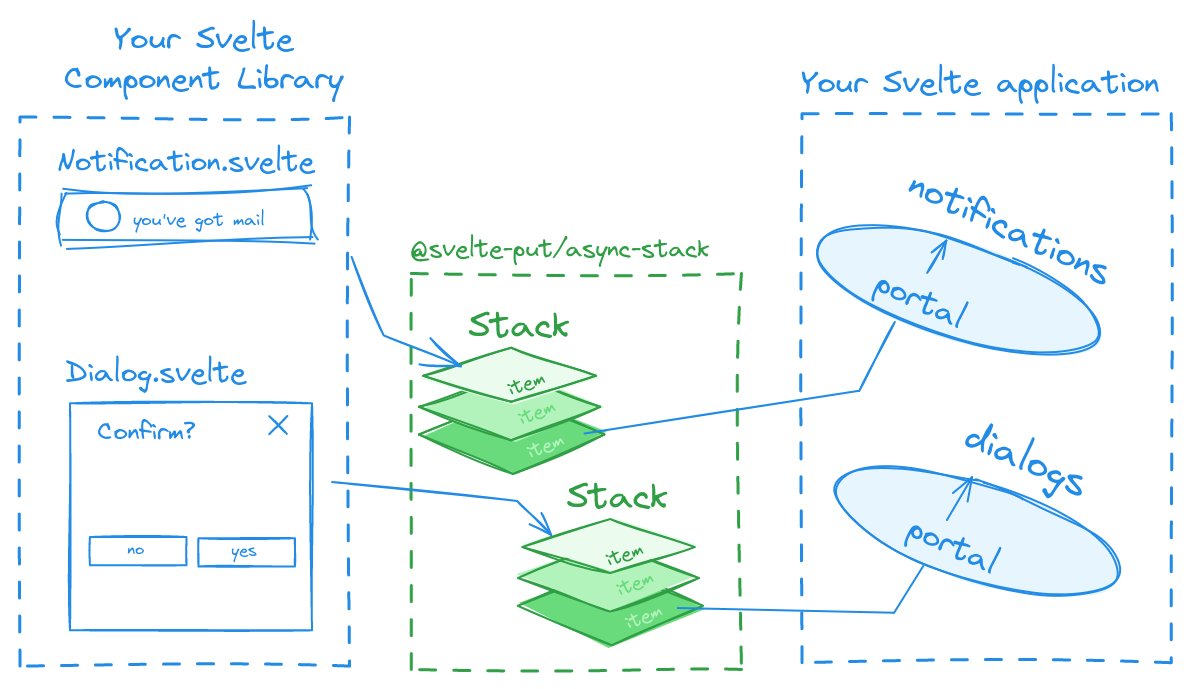 Your Svelte
Component Library
Notification.svelte
you've got mail
Dialog.svelte
Confirm?
no
yes
@svelte-put/async-stack
Stack
item
item
item
Stack
item
item
item
Your Svelte application
notifications
portal
dialogs
portal